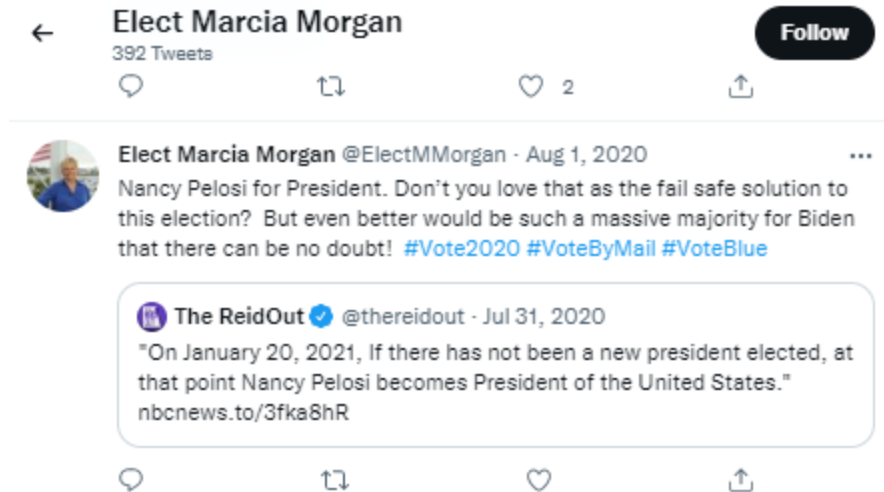 Elect Marcia Morgan
392 Tweets
Follow
2
Elect Marcia Morgan @ElectMMorgan · Aug 1, 2020
Nancy Pelosi for President. Don't you love that as the fail safe solution to
this election?  But even better would be such a massive majority for Biden
that there can be no doubt!  #Vote2020 #VoteByMail #VoteBlue
The ReidOut @thereidout · Jul 31, 2020
"On January 20, 2021, If there has not been a new president elected, at
that point Nancy Pelosi becomes President of the United States."
nbcnews.to/3fka8hR